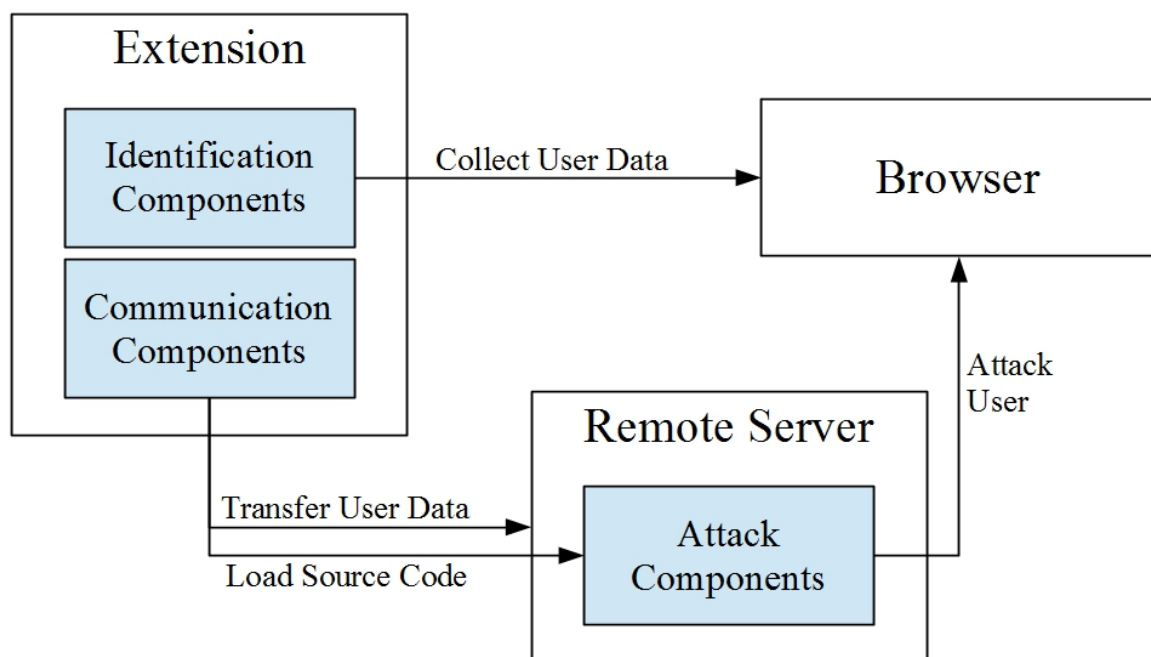 Extension
Identification
Components
Collect User Data
Browser
Communication
Components
Attack
User
Remote Server
Transfer User Data
Attack
Components
Load Source Code